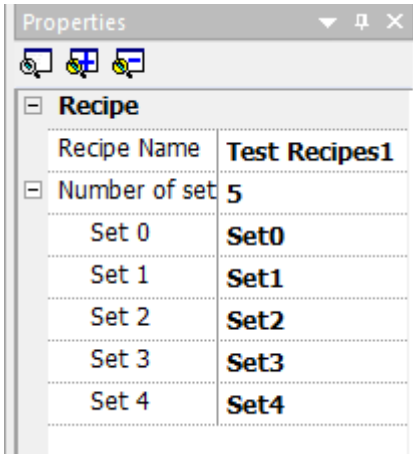 Properties
Recipe
Recipe Name Test Recipes1
Number of set 5
Set 0 Set0
Set 1 Set1
Set 2 Set2
Set 3 Set3
Set 4 Set4